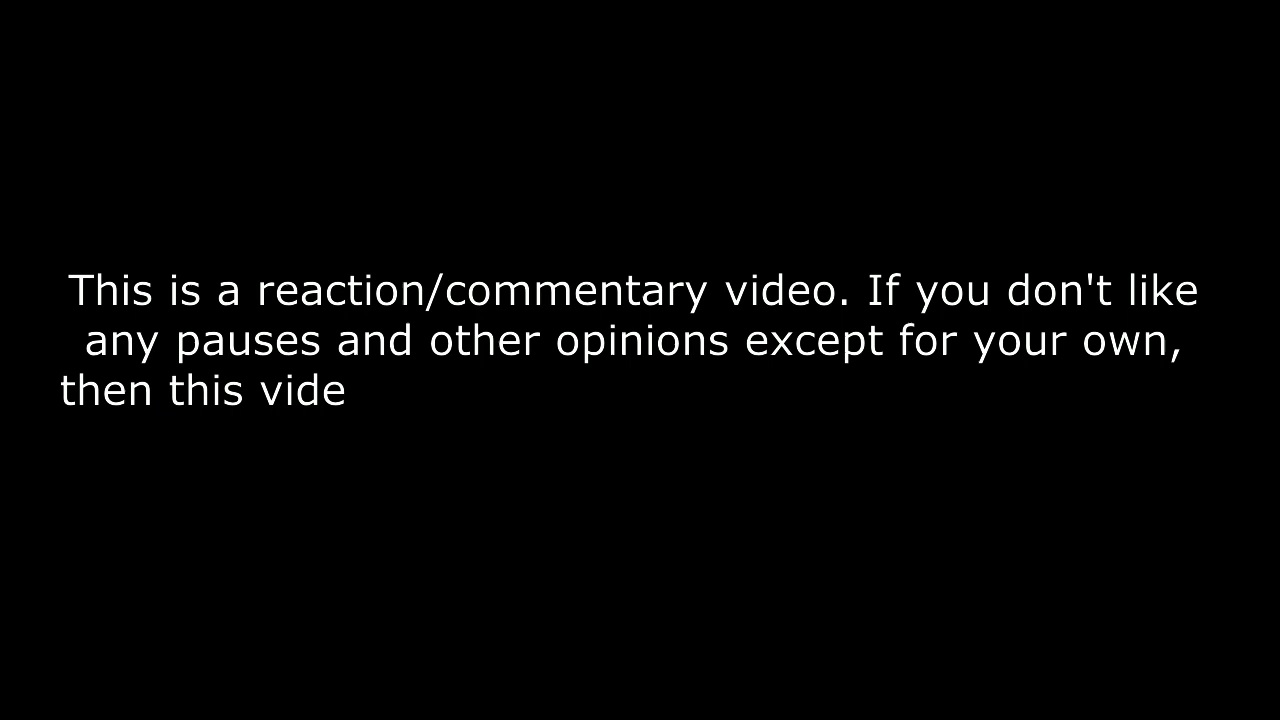 This is a reaction/commentary video. If you don't like
any pauses and other opinions except for your own,
then this vide